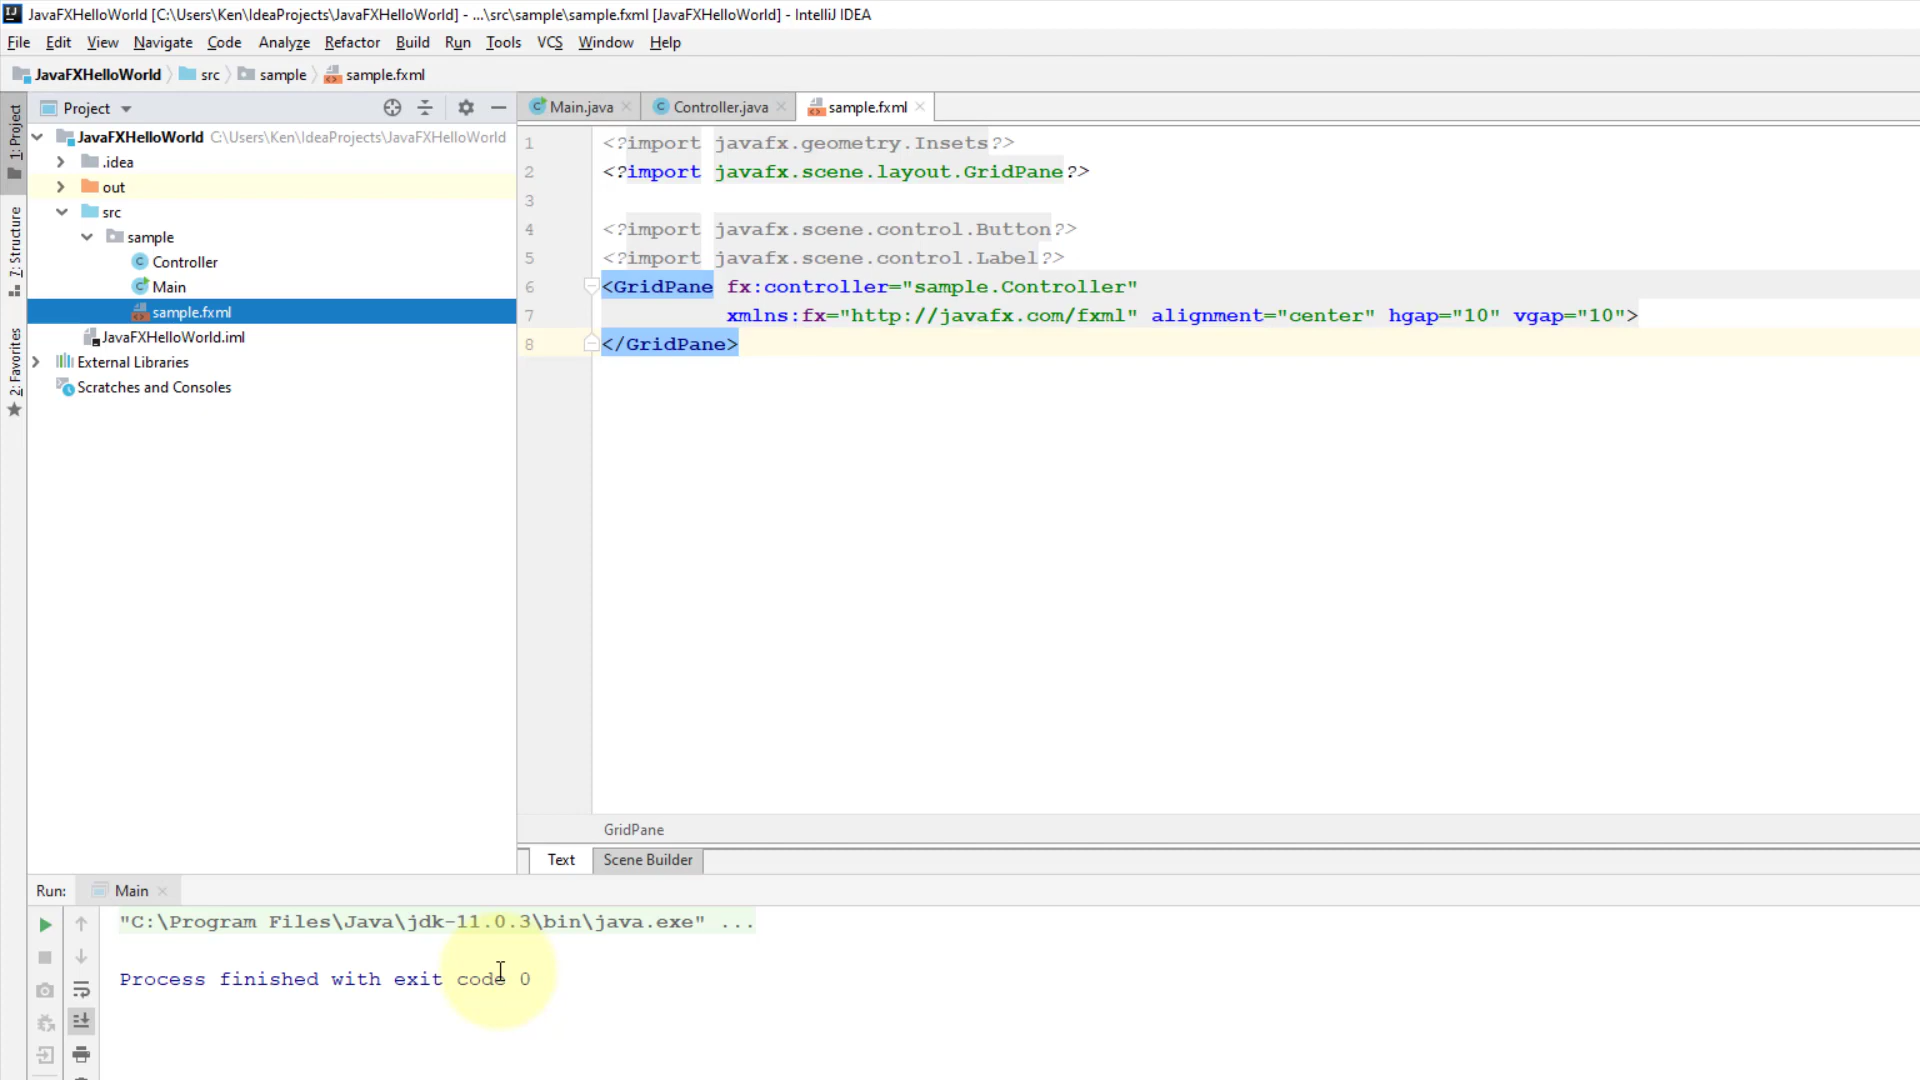 JavaFXHelloWorld [C:\Users\Ken\IdeaProjects\JavaFXHelloWorld] - ...\src\sample\sample.fxml [JavaFXHelloWorld] - IntelliJ IDEA
File Edit View Navigate Code Analyze Refactor Build Run Tools VCS Window Help
JavaFXHelloWorld src sample sample.fxml
1: Project
7: Structure
2: Favorites
Project
JavaFXHelloWorld C:\Users\Ken\IdeaProjects\JavaFXHelloWorld
.idea
out
src
sample
Controller
Main
sample.fxml
JavaFXHelloWorld.iml
External Libraries
Scratches and Consoles
Main.java Controller.java sample.fxml
1 <?import javafx.geometry.Insets?>
2 <?import javafx.scene.layout.GridPane?>
3
4 <?import javafx.scene.control.Button?>
5 <?import javafx.scene.control.Label?>
6 <GridPane fx:controller="sample.Controller"
7 xmlns:fx="http://javafx.com/fxml" alignment="center" hgap="10" vgap="10">
8 </GridPane>
GridPane
Text Scene Builder
Run: Main
"C:\Program Files\Java\jdk-11.0.3\bin\java.exe" ...
Process finished with exit code 0